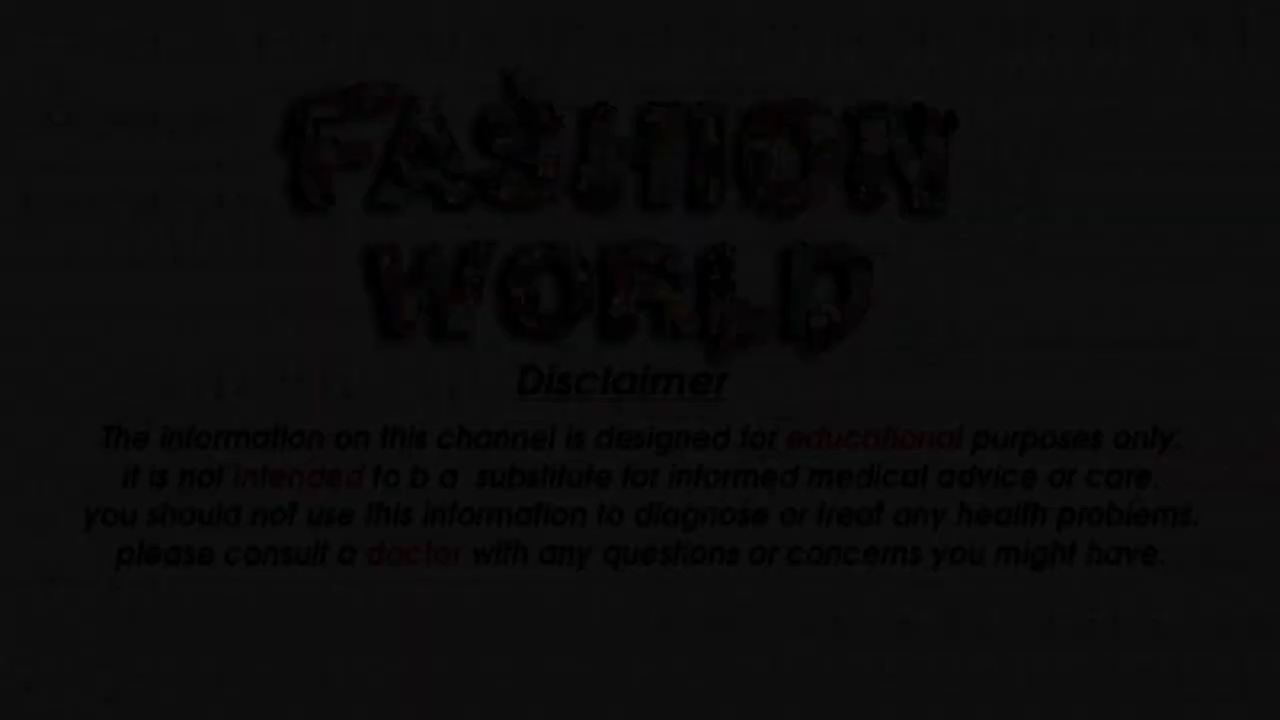 FASHION
WORLD
Disclaimer
The information on this channel is designed for educational purposes only.
it is not intended to b a substitute for informed medical advice or care.
you should not use this information to diagnose or treat any health problems.
please consult a doctor with any questions or concerns you might have.